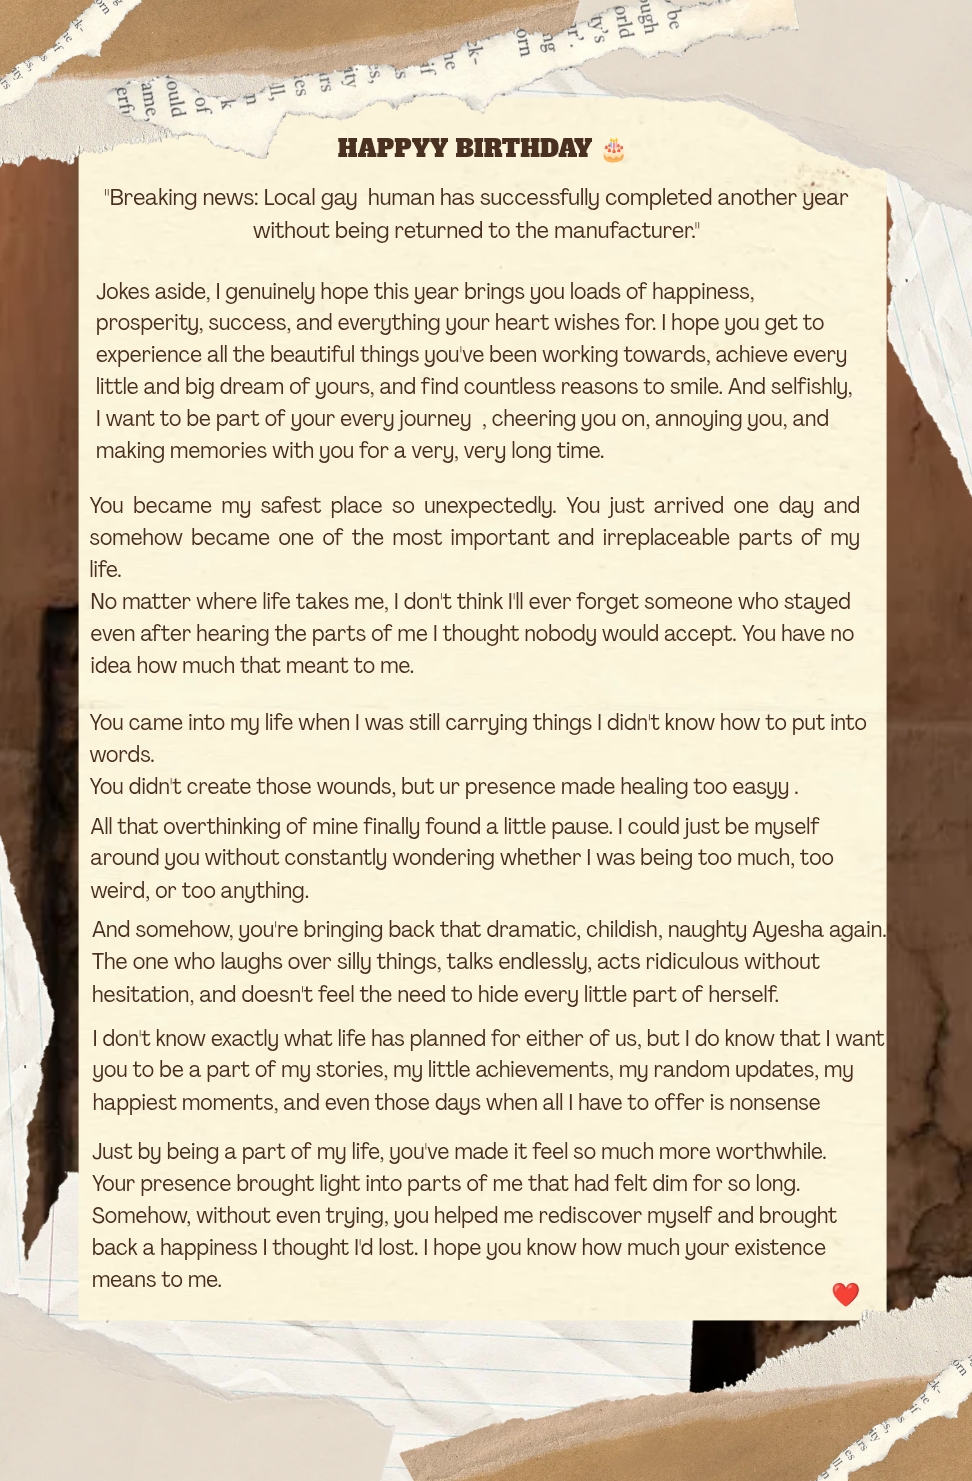 HAPPYY BIRTHDAY 🎂
"Breaking news: Local gay human has successfully completed another year
without being returned to the manufacturer."
Jokes aside, I genuinely hope this year brings you loads of happiness,
prosperity, success, and everything your heart wishes for. I hope you get to
experience all the beautiful things you've been working towards, achieve every
little and big dream of yours, and find countless reasons to smile. And selfishly,
I want to be part of your every journey , cheering you on, annoying you, and
making memories with you for a very, very long time.
You became my safest place so unexpectedly. You just arrived one day and
somehow became one of the most important and irreplaceable parts of my
life.
No matter where life takes me, I don't think I'll ever forget someone who stayed
even after hearing the parts of me I thought nobody would accept. You have no
idea how much that meant to me.
You came into my life when I was still carrying things I didn't know how to put into
words.
You didn't create those wounds, but ur presence made healing too easyy .
All that overthinking of mine finally found a little pause. I could just be myself
around you without constantly wondering whether I was being too much, too
weird, or too anything.
And somehow, you're bringing back that dramatic, childish, naughty Ayesha again.
The one who laughs over silly things, talks endlessly, acts ridiculous without
hesitation, and doesn't feel the need to hide every little part of herself.
I don't know exactly what life has planned for either of us, but I do know that I want
you to be a part of my stories, my little achievements, my random updates, my
happiest moments, and even those days when all I have to offer is nonsense
Just by being a part of my life, you've made it feel so much more worthwhile.
Your presence brought light into parts of me that had felt dim for so long.
Somehow, without even trying, you helped me rediscover myself and brought
back a happiness I thought I'd lost. I hope you know how much your existence
means to me.
❤️